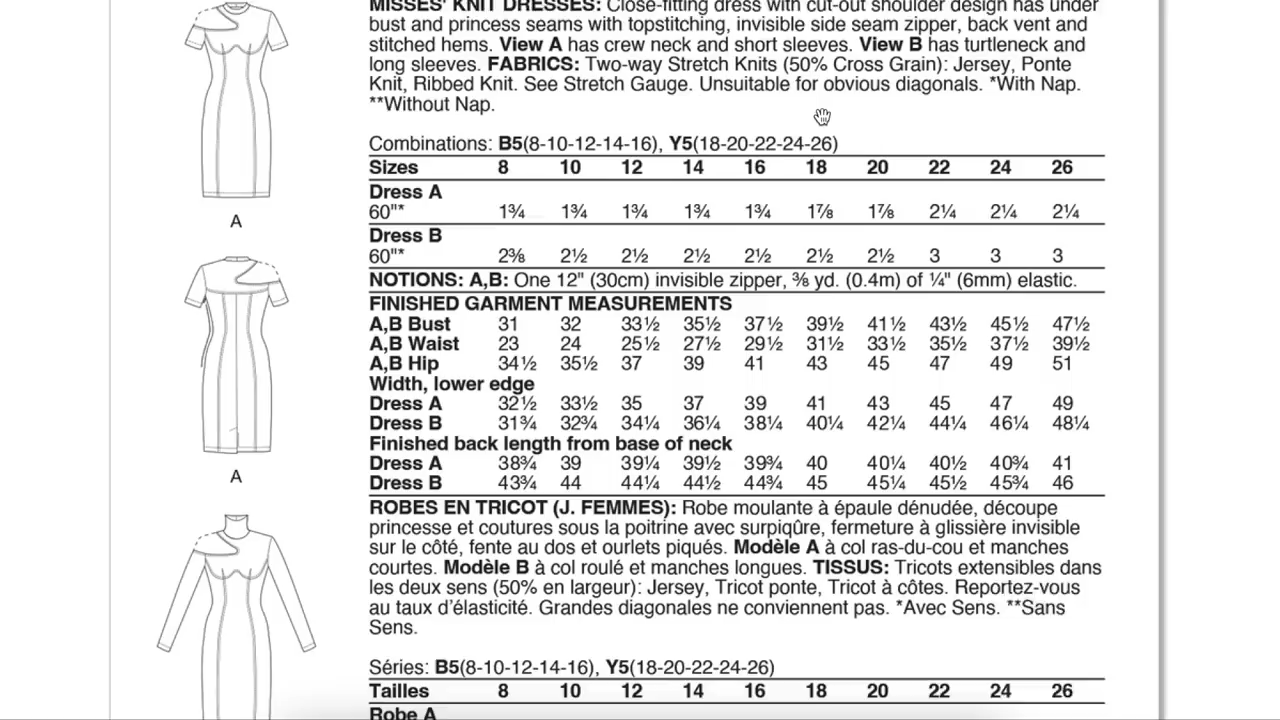 MISSES' KNIT DRESSES: Close-fitting dress with cut-out shoulder design has under
bust and princess seams with topstitching, invisible side seam zipper, back vent and
stitched hems. View A has crew neck and short sleeves. View B has turtleneck and
long sleeves. FABRICS: Two-way Stretch Knits (50% Cross Grain): Jersey, Ponte
Knit, Ribbed Knit. See Stretch Gauge. Unsuitable for obvious diagonals. *With Nap.
**Without Nap.
Combinations: B5(8-10-12-14-16), Y5(18-20-22-24-26)
Sizes 8 10 12 14 16 18 20 22 24 26
Dress A
60"* 1¾ 1¾ 1¾ 1¾ 1¾ 1⅞ 1⅞ 2¼ 2¼ 2¼
A
Dress B
60"* 2⅜ 2½ 2½ 2½ 2½ 2½ 2½ 3 3 3
NOTIONS: A,B: One 12" (30cm) invisible zipper, ⅜ yd. (0.4m) of ¼" (6mm) elastic.
FINISHED GARMENT MEASUREMENTS
A,B Bust 31 32 33½ 35½ 37½ 39½ 41½ 43½ 45½ 47½
A,B Waist 23 24 25½ 27½ 29½ 31½ 33½ 35½ 37½ 39½
A,B Hip 34½ 35½ 37 39 41 43 45 47 49 51
Width, lower edge
Dress A 32½ 33½ 35 37 39 41 43 45 47 49
Dress B 31¾ 32¾ 34¼ 36¼ 38¼ 40¼ 42¼ 44¼ 46¼ 48¼
Finished back length from base of neck
Dress A 38¾ 39 39¼ 39½ 39¾ 40 40¼ 40½ 40¾ 41
Dress B 43¾ 44 44¼ 44½ 44¾ 45 45¼ 45½ 45¾ 46
A
ROBES EN TRICOT (J. FEMMES): Robe moulante à épaule dénudée, découpe
princesse et coutures sous la poitrine avec surpiqûre, fermeture à glissière invisible
sur le côté, fente au dos et ourlets piqués. Modèle A à col ras-du-cou et manches
courtes. Modèle B à col roulé et manches longues. TISSUS: Tricots extensibles dans
les deux sens (50% en largeur): Jersey, Tricot ponte, Tricot à côtes. Reportez-vous
au taux d'élasticité. Grandes diagonales ne conviennent pas. *Avec Sens. **Sans
Sens.
Séries: B5(8-10-12-14-16), Y5(18-20-22-24-26)
Tailles 8 10 12 14 16 18 20 22 24 26
Robe A